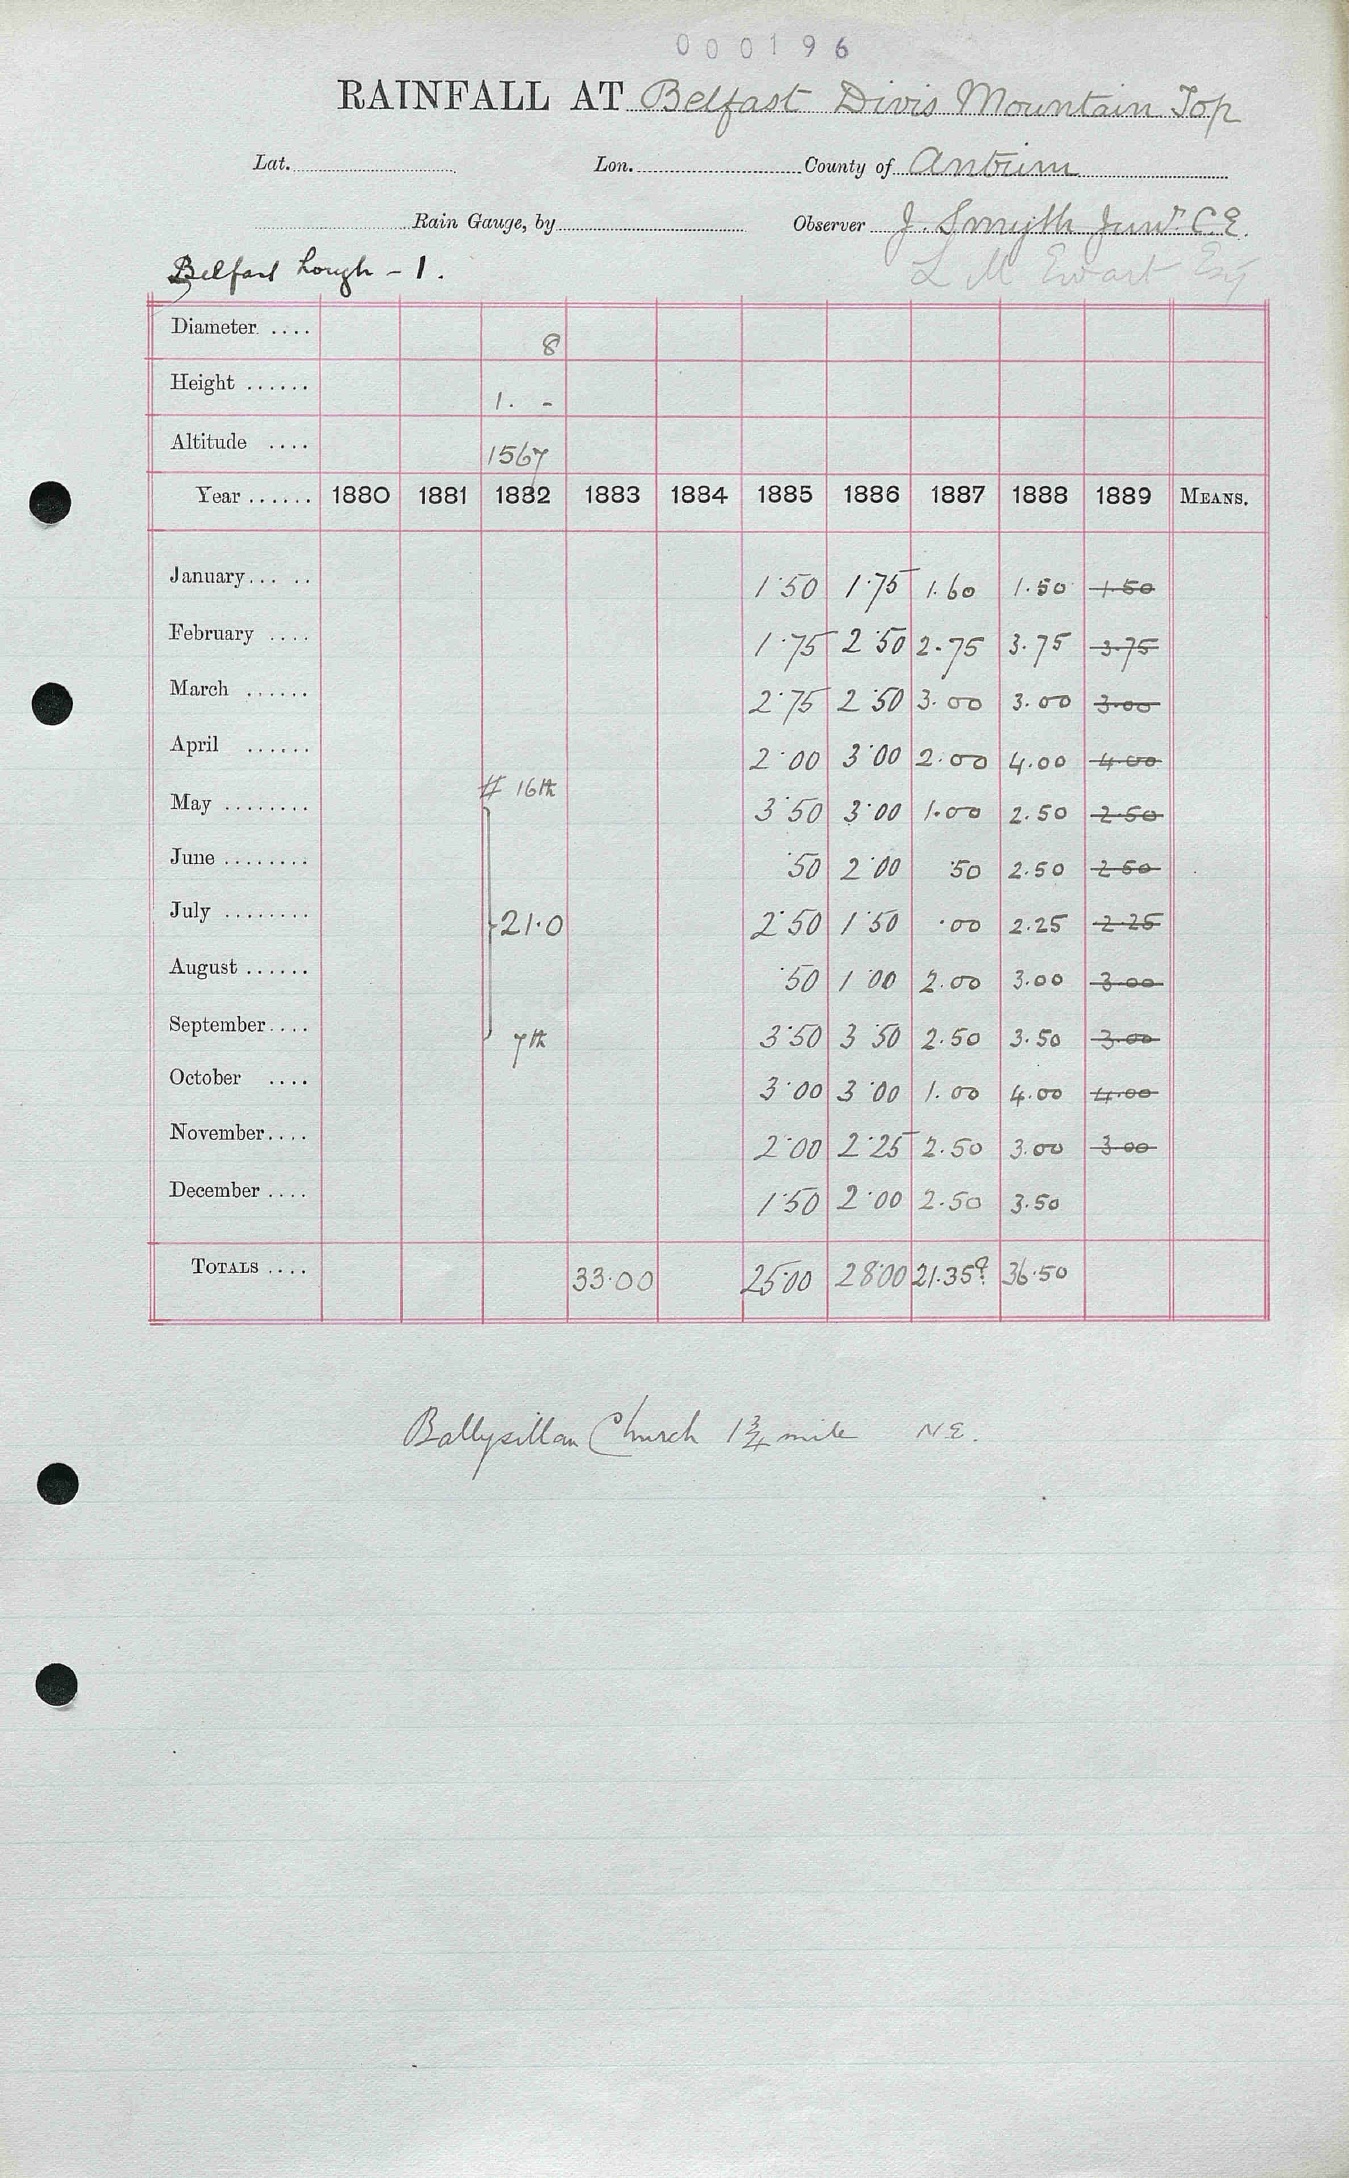 000196
RAINFALL AT Belfast Divis Mountain Top
Lat. Lon. County of Antrim
Rain Gauge, by Observer J. Smyth Junr C.E.
Belfast Lough - 1. L M Ewart Esq
Diameter .... 8
Height ...... 1. -
Altitude .... 1567
Year ...... 1880 1881 1882 1883 1884 1885 1886 1887 1888 1889 MEANS.
January... .. 1.50 1.75 1.60 1.50 1.50
February .... 1.75 2.50 2.75 3.75 3.75
March ...... 2.75 2.50 3.00 3.00 3.00
April ...... 2.00 3.00 2.00 4.00 4.00
# 16th
May ........ 3.50 3.00 1.00 2.50 2.50
June ........ .50 2.00 .50 2.50 2.50
July ........ 21.0 2.50 1.50 .00 2.25 2.25
August ...... .50 1.00 2.00 3.00 3.00
September.... 7th 3.50 3.50 2.50 3.50 3.00
October .... 3.00 3.00 1.00 4.00 4.00
November.... 2.00 2.25 2.50 3.00 3.00
December .... 1.50 2.00 2.50 3.50
TOTALS .... 33.00 25.00 28.00 21.35? 36.50
Ballysillan Church 1 3/4 mile N E.